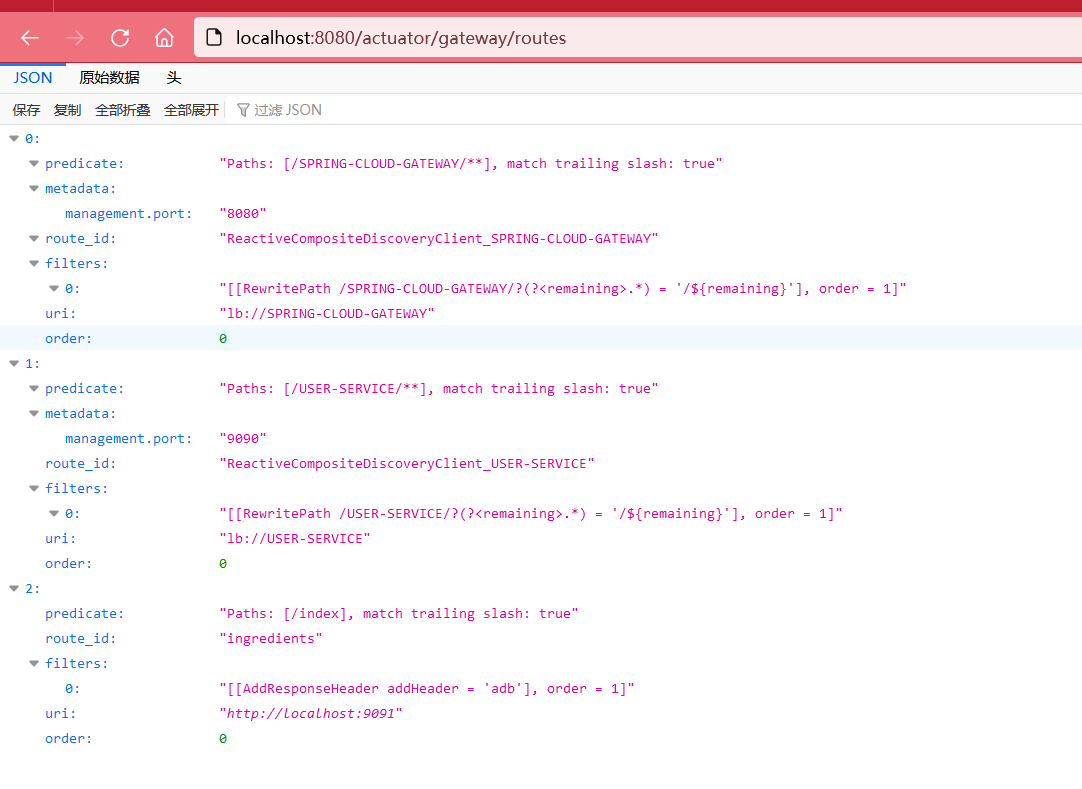 localhost:8080/actuator/gateway/routes
JSON 原始数据 头
保存 复制 全部折叠 全部展开 过滤 JSON
0:
predicate: "Paths: [/SPRING-CLOUD-GATEWAY/**], match trailing slash: true"
metadata:
management.port: "8080"
route_id: "ReactiveCompositeDiscoveryClient_SPRING-CLOUD-GATEWAY"
filters:
0: "[[RewritePath /SPRING-CLOUD-GATEWAY/?(?<remaining>.*) = '/${remaining}'], order = 1]"
uri: "lb://SPRING-CLOUD-GATEWAY"
order: 0
1:
predicate: "Paths: [/USER-SERVICE/**], match trailing slash: true"
metadata:
management.port: "9090"
route_id: "ReactiveCompositeDiscoveryClient_USER-SERVICE"
filters:
0: "[[RewritePath /USER-SERVICE/?(?<remaining>.*) = '/${remaining}'], order = 1]"
uri: "lb://USER-SERVICE"
order: 0
2:
predicate: "Paths: [/index], match trailing slash: true"
route_id: "ingredients"
filters:
0: "[[AddResponseHeader addHeader = 'adb'], order = 1]"
uri: "http://localhost:9091"
order: 0